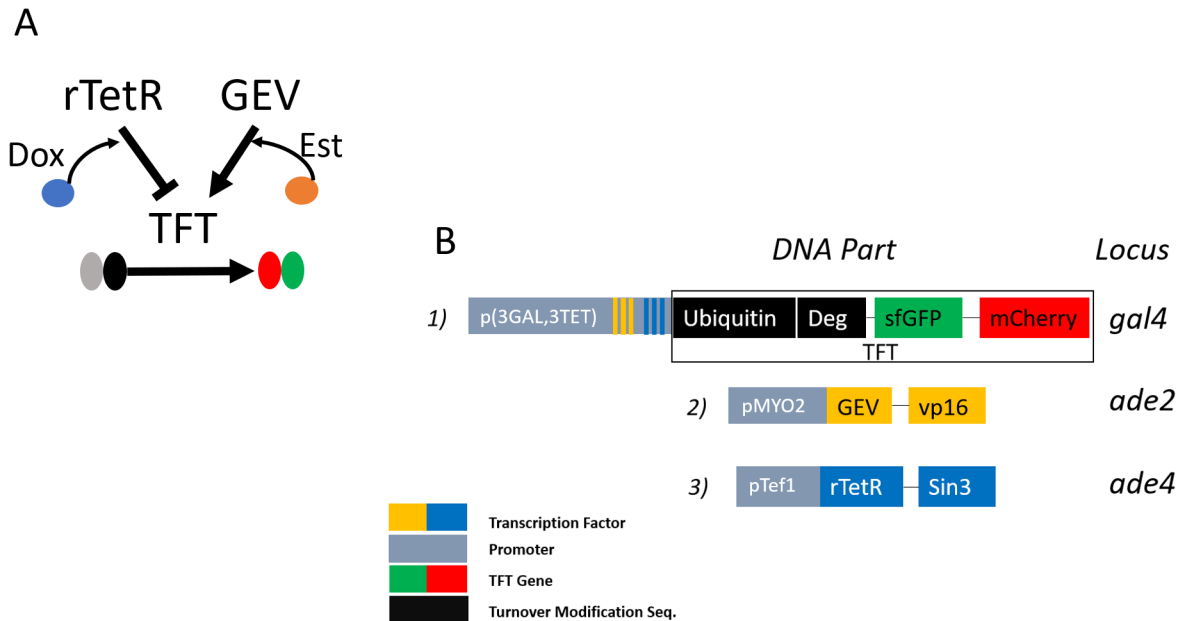 A
rTetR GEV
Dox Est
TFT
B DNA Part Locus
1) p(3GAL,3TET) Ubiquitin Deg sfGFP mCherry gal4
TFT
2) pMYO2 GEV vp16 ade2
3) pTef1 rTetR Sin3 ade4
Transcription Factor
Promoter
TFT Gene
Turnover Modification Seq.